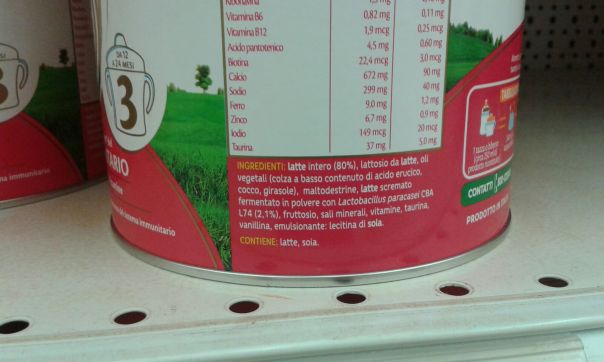 Riboflavina
Vitamina B6 0,82 mg 0,11 mg
Vitamina B12 1,9 mcg 0,25 mcg
Acido pantotenico 4,5 mg 0,60 mg
Biotina 22,4 mcg 3,0 mcg
Calcio 672 mg 90 mg
Sodio 299 mg 40 mg
Ferro 9,0 mg 1,2 mg
Zinco 6,7 mg 0,9 mg
Iodio 149 mcg 20 mcg
Taurina 37 mg 5,0 mg
INGREDIENTI: latte intero (80%), lattosio da latte, oli
vegetali (colza a basso contenuto di acido erucico,
cocco, girasole), maltodestrine, latte scremato
fermentato in polvere con Lactobacillus paracasei CBA
L74 (2,1%), fruttosio, sali minerali, vitamine, taurina,
vanillina, emulsionante: lecitina di soia.
CONTIENE: latte, soia.
DA 12
A 24 MESI
3
TARIO
sistema immunitario
ma immunitario
3
CONTATTI
PRODOTTO IN